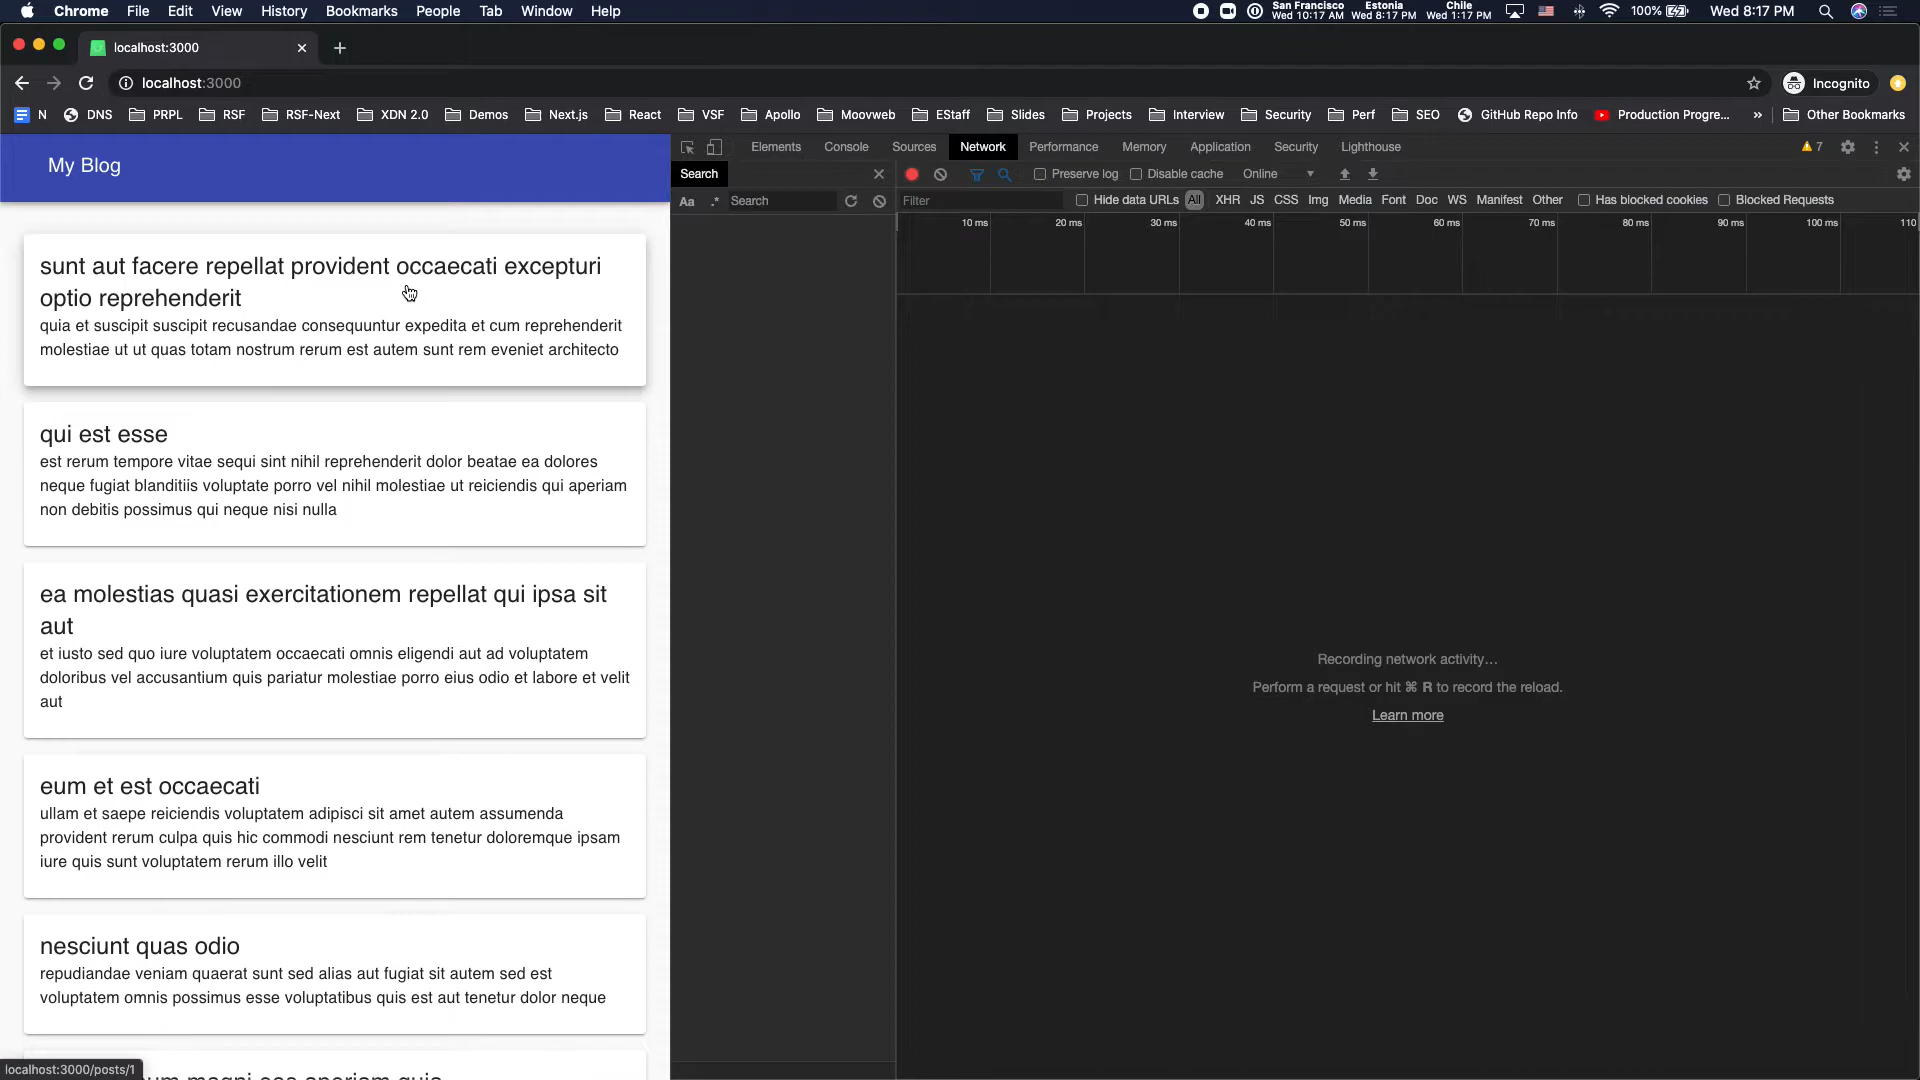 Chrome File Edit View History Bookmarks People Tab Window Help
San Francisco Estonia Chile
Wed 10:17 AM Wed 8:17 PM Wed 1:17 PM
100% Wed 8:17 PM
localhost:3000
localhost:3000
Incognito
N DNS PRPL RSF RSF-Next XDN 2.0 Demos Next.js React VSF Apollo Moovweb EStaff Slides Projects Interview Security Perf SEO GitHub Repo Info Production Progre... » Other Bookmarks
My Blog
sunt aut facere repellat provident occaecati excepturi
optio reprehenderit
quia et suscipit suscipit recusandae consequuntur expedita et cum reprehenderit
molestiae ut ut quas totam nostrum rerum est autem sunt rem eveniet architecto
qui est esse
est rerum tempore vitae sequi sint nihil reprehenderit dolor beatae ea dolores
neque fugiat blanditiis voluptate porro vel nihil molestiae ut reiciendis qui aperiam
non debitis possimus qui neque nisi nulla
ea molestias quasi exercitationem repellat qui ipsa sit
aut
et iusto sed quo iure voluptatem occaecati omnis eligendi aut ad voluptatem
doloribus vel accusantium quis pariatur molestiae porro eius odio et labore et velit
aut
eum et est occaecati
ullam et saepe reiciendis voluptatem adipisci sit amet autem assumenda
provident rerum culpa quis hic commodi nesciunt rem tenetur doloremque ipsam
iure quis sunt voluptatem rerum illo velit
nesciunt quas odio
repudiandae veniam quaerat sunt sed alias aut fugiat sit autem sed est
voluptatem omnis possimus esse voluptatibus quis est aut tenetur dolor neque
magni eos aperiam quia
localhost:3000/posts/1
Elements Console Sources Network Performance Memory Application Security Lighthouse 7
Search
Aa .* Search
Preserve log Disable cache Online
Filter Hide data URLs All XHR JS CSS Img Media Font Doc WS Manifest Other Has blocked cookies Blocked Requests
10 ms 20 ms 30 ms 40 ms 50 ms 60 ms 70 ms 80 ms 90 ms 100 ms 110
Recording network activity…
Perform a request or hit ⌘ R to record the reload.
Learn more